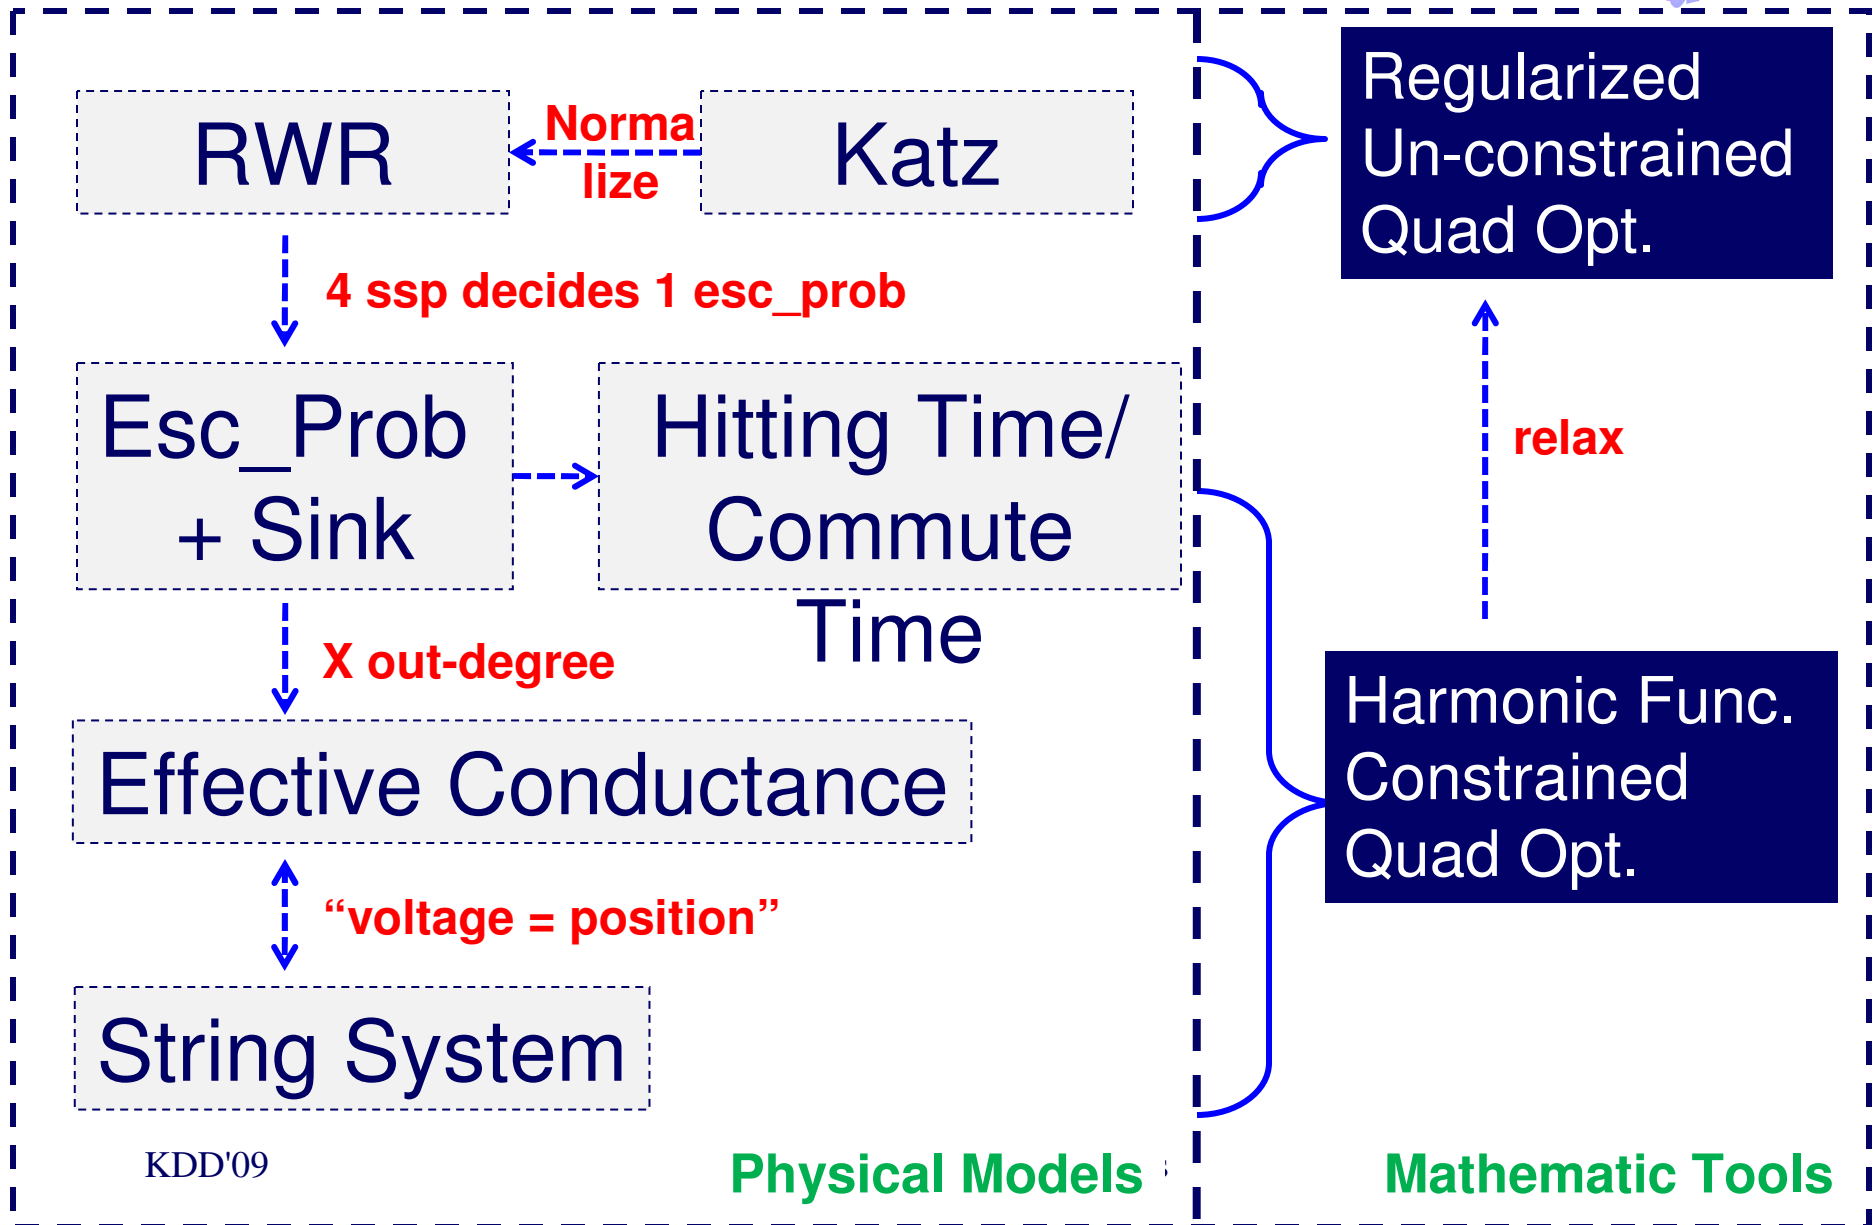 RWR
Norma
lize
Katz
4 ssp decides 1 esc_prob
Esc_Prob
+ Sink
Hitting Time/
Commute
Time
X out-degree
Effective Conductance
“voltage = position”
String System
KDD'09
Physical Models
Regularized
Un-constrained
Quad Opt.
relax
Harmonic Func.
Constrained
Quad Opt.
Mathematic Tools